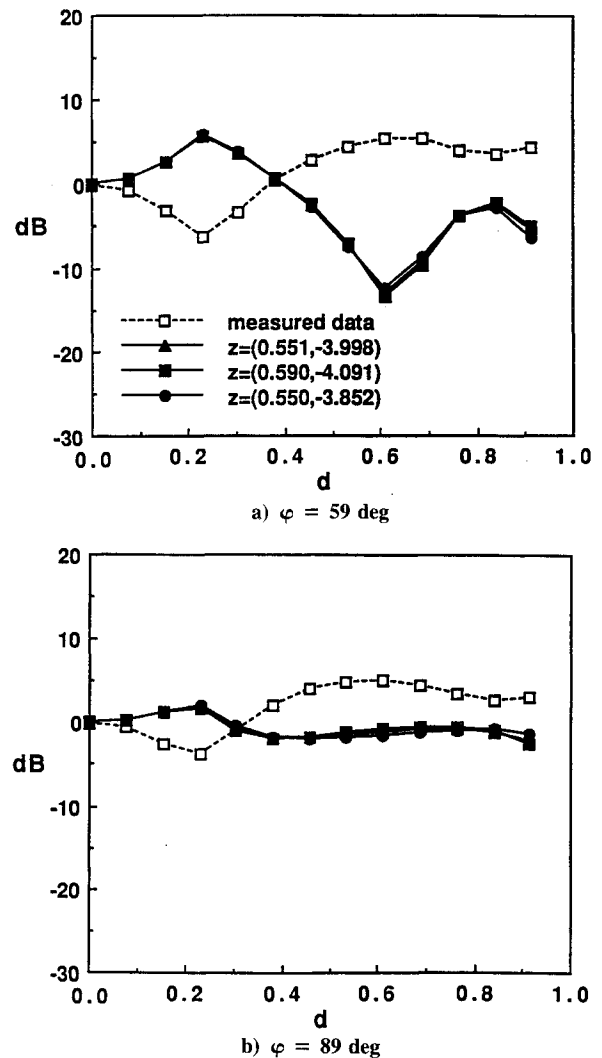 20
10
0
dB
-10
measured data
z=(0.551,-3.998)
-20
z=(0.590,-4.091)
z=(0.550,-3.852)
-30
0.0 0.2 0.4 0.6 0.8 1.0
d
a) φ = 59 deg
20
10
0
dB
-10
-20
-30
0.0 0.2 0.4 0.6 0.8 1.0
d
b) φ = 89 deg